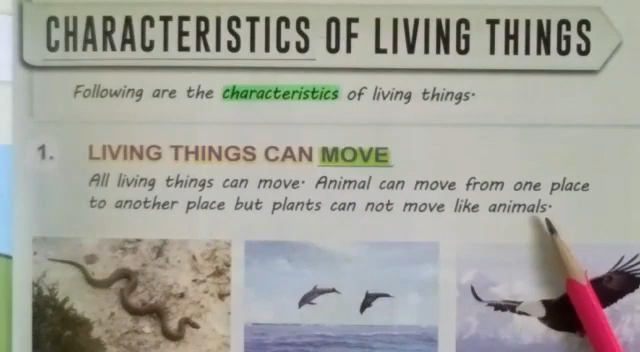 CHARACTERISTICS OF LIVING THINGS
Following are the characteristics of living things.
1. LIVING THINGS CAN MOVE
All living things can move. Animal can move from one place
to another place but plants can not move like animals.